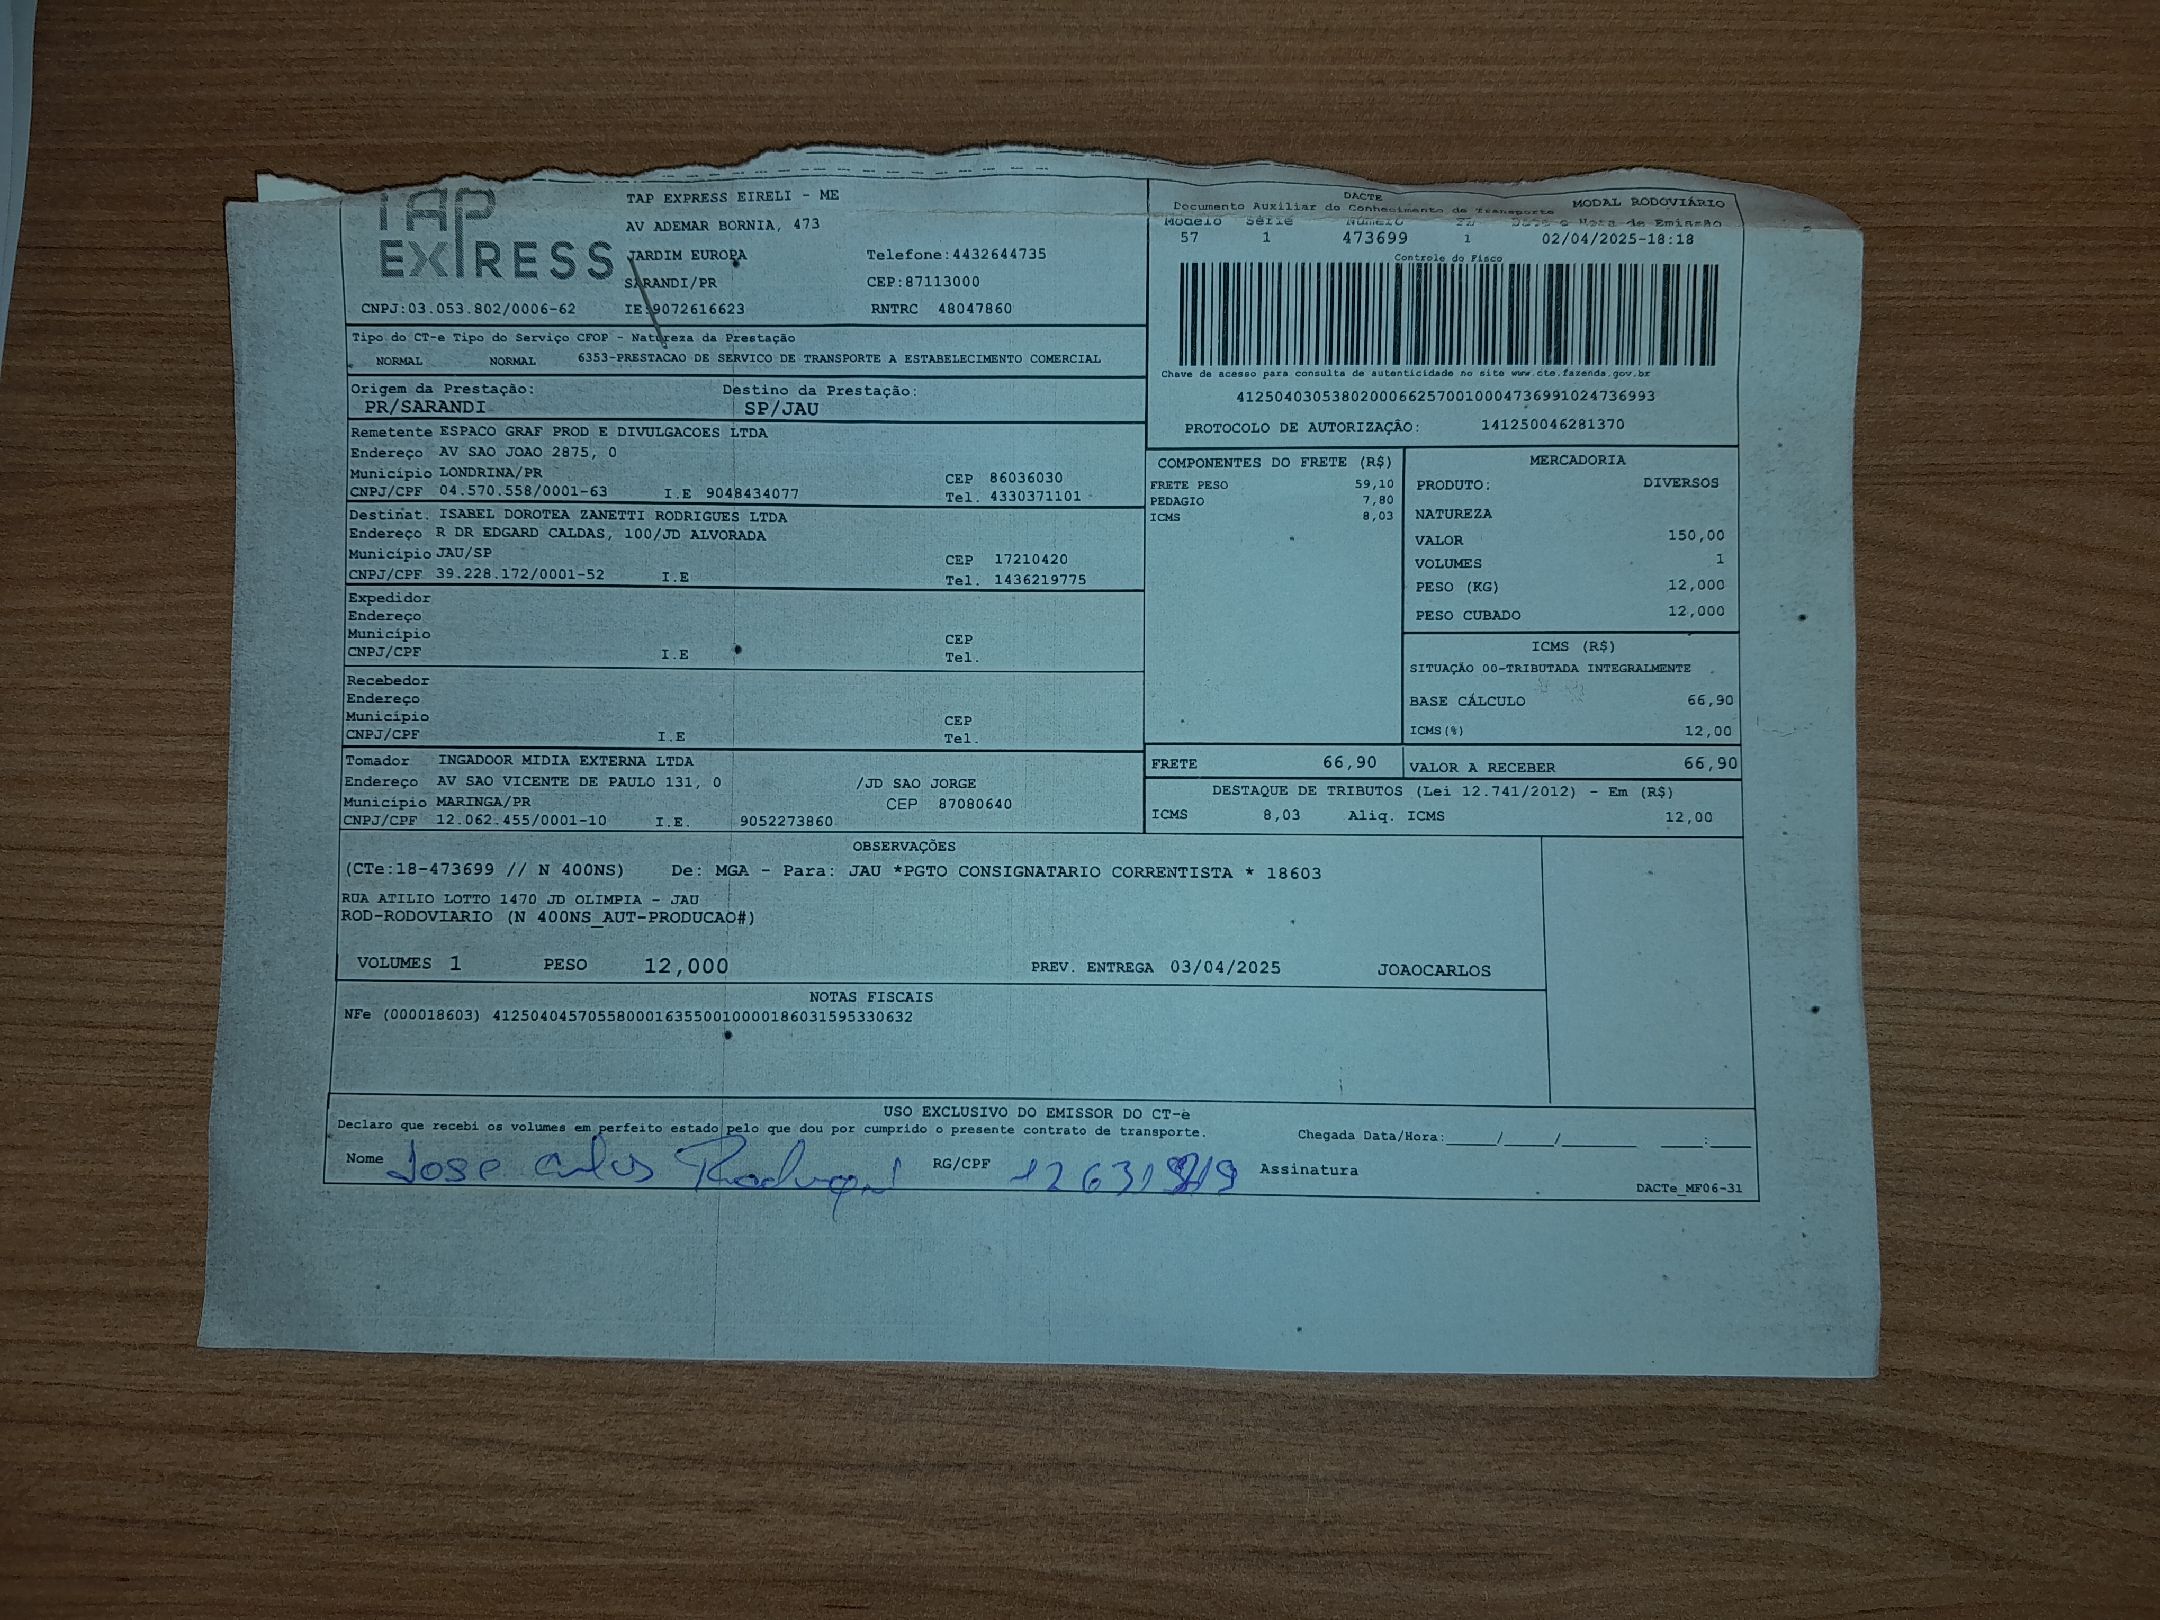 TAP
EXPRESS
TAP EXPRESS EIRELI - ME
AV ADEMAR BORNIA, 473
JARDIM EUROPA Telefone:4432644735
SARANDI/PR CEP:87113000
CNPJ:03.053.802/0006-62 IE:9072616623 RNTRC 48047860
DACTE MODAL RODOVIÁRIO
Documento Auxiliar do Conhecimento de Transporte
Modelo Série Número FL Data e Hora de Emissão
57 1 473699 1 02/04/2025-18:18
Controle do Fisco
Chave de acesso para consulta de autenticidade no site www.cte.fazenda.gov.br
41250403053802000662570010004736991024736993
PROTOCOLO DE AUTORIZAÇÃO: 141250046281370
Tipo do CT-e Tipo do Serviço CFOP - Natureza da Prestação
NORMAL NORMAL 6353-PRESTACAO DE SERVICO DE TRANSPORTE A ESTABELECIMENTO COMERCIAL
Origem da Prestação: Destino da Prestação:
PR/SARANDI SP/JAU
Remetente ESPACO GRAF PROD E DIVULGACOES LTDA
Endereço AV SAO JOAO 2875, 0
Município LONDRINA/PR CEP 86036030
CNPJ/CPF 04.570.558/0001-63 I.E 9048434077 Tel. 4330371101
Destinat. ISABEL DOROTEA ZANETTI RODRIGUES LTDA
Endereço R DR EDGARD CALDAS, 100/JD ALVORADA
Município JAU/SP CEP 17210420
CNPJ/CPF 39.228.172/0001-52 I.E Tel. 1436219775
Expedidor
Endereço
Município CEP
CNPJ/CPF I.E Tel.
Recebedor
Endereço
Município CEP
CNPJ/CPF I.E Tel.
Tomador INGADOOR MIDIA EXTERNA LTDA
Endereço AV SAO VICENTE DE PAULO 131, 0 /JD SAO JORGE
Município MARINGA/PR CEP 87080640
CNPJ/CPF 12.062.455/0001-10 I.E. 9052273860
COMPONENTES DO FRETE (R$)
FRETE PESO 59,10
PEDAGIO 7,80
ICMS 8,03
MERCADORIA
PRODUTO: DIVERSOS
NATUREZA
VALOR 150,00
VOLUMES 1
PESO (KG) 12,000
PESO CUBADO 12,000
ICMS (R$)
SITUAÇÃO 00-TRIBUTADA INTEGRALMENTE
BASE CÁLCULO 66,90
ICMS(%) 12,00
FRETE 66,90 VALOR A RECEBER 66,90
DESTAQUE DE TRIBUTOS (Lei 12.741/2012) - Em (R$)
ICMS 8,03 Aliq. ICMS 12,00
OBSERVAÇÕES
(CTe:18-473699 // N 400NS) De: MGA - Para: JAU *PGTO CONSIGNATARIO CORRENTISTA * 18603
RUA ATILIO LOTTO 1470 JD OLIMPIA - JAU
ROD-RODOVIARIO (N 400NS_AUT-PRODUCAO#)
VOLUMES 1 PESO 12,000 PREV. ENTREGA 03/04/2025 JOAOCARLOS
NOTAS FISCAIS
NFe (000018603) 41250404570558000163550010000186031595330632
USO EXCLUSIVO DO EMISSOR DO CT-e
Declaro que recebi os volumes em perfeito estado pelo que dou por cumprido o presente contrato de transporte. Chegada Data/Hora:_____/_____/________ ____:____
Nome Jose Carlos Rodrigues RG/CPF Assinatura
DACTe_MF06-31